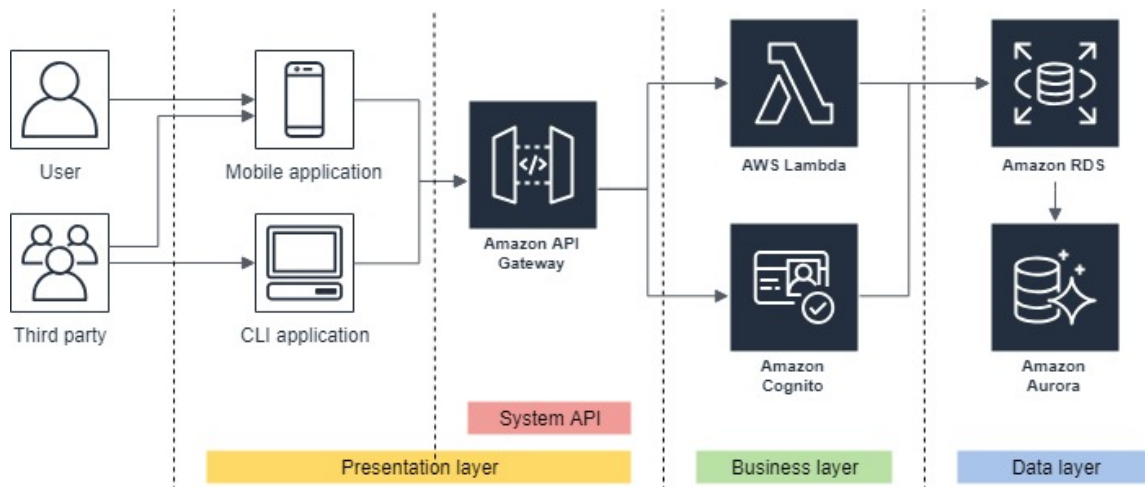 User
Mobile application
Third party
CLI application
</>
Amazon API
Gateway
AWS Lambda
Amazon RDS
Amazon
Cognito
Amazon
Aurora
System API
Presentation layer
Business layer
Data layer